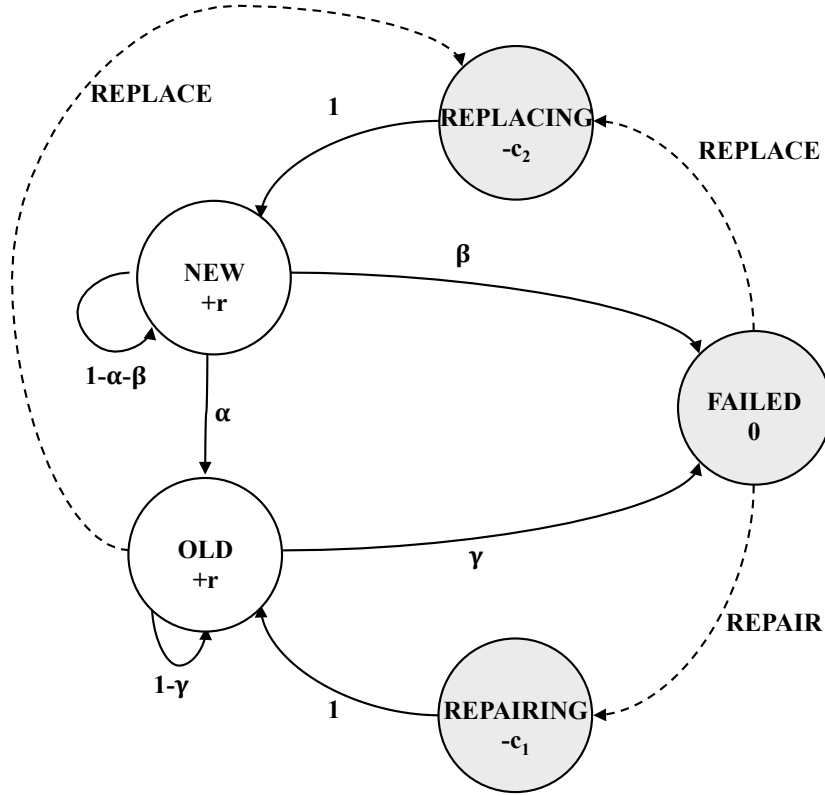 REPLACE
1
REPLACING
-c₂
REPLACE
β
NEW
+r
1-α-β
α
FAILED
0
OLD
+r
γ
1-γ
REPAIR
1
REPAIRING
-c₁